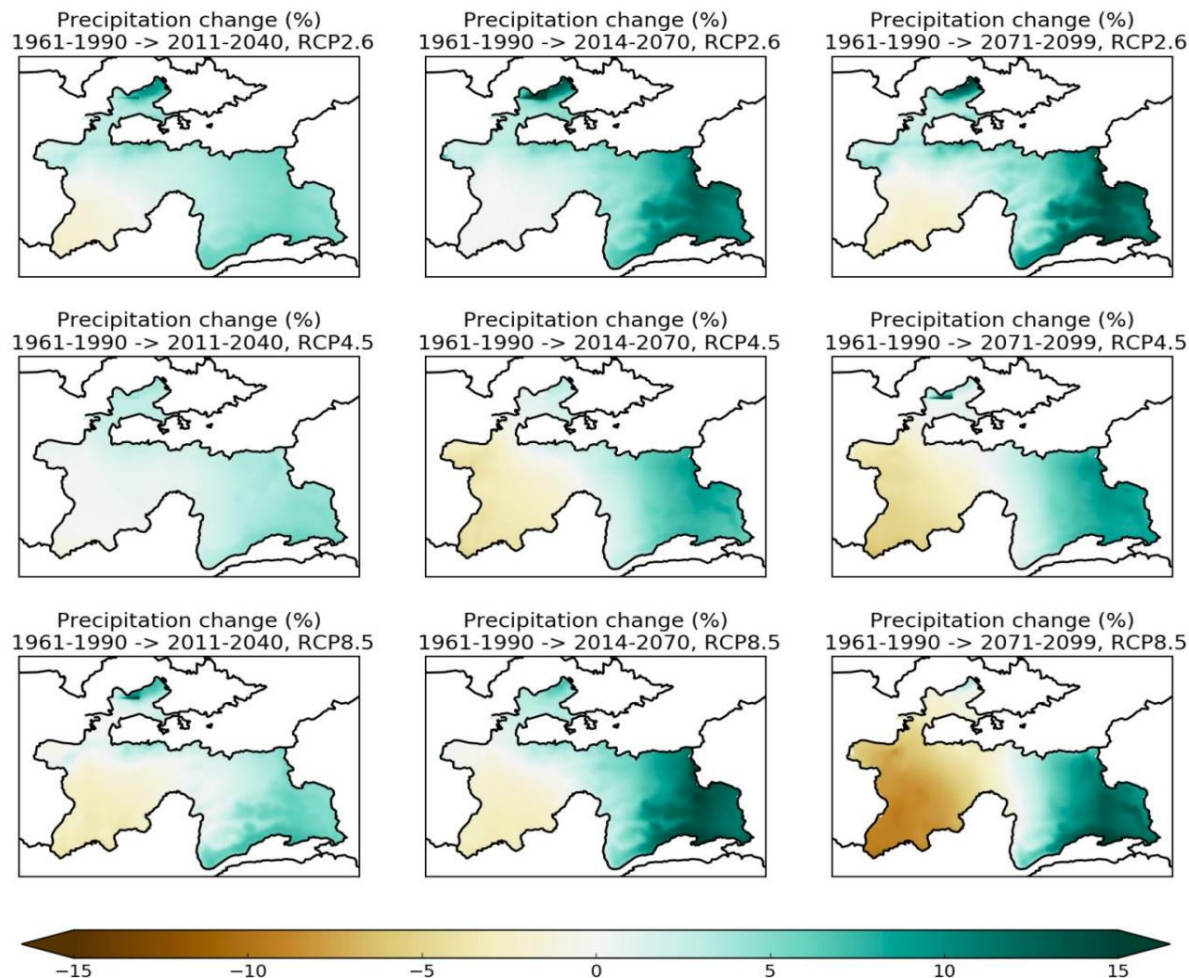 Precipitation change (%)
1961-1990 -> 2011-2040, RCP2.6
Precipitation change (%)
1961-1990 -> 2014-2070, RCP2.6
Precipitation change (%)
1961-1990 -> 2071-2099, RCP2.6
Precipitation change (%)
1961-1990 -> 2011-2040, RCP4.5
Precipitation change (%)
1961-1990 -> 2014-2070, RCP4.5
Precipitation change (%)
1961-1990 -> 2071-2099, RCP4.5
Precipitation change (%)
1961-1990 -> 2011-2040, RCP8.5
Precipitation change (%)
1961-1990 -> 2014-2070, RCP8.5
Precipitation change (%)
1961-1990 -> 2071-2099, RCP8.5
−15 −10 −5 0 5 10 15